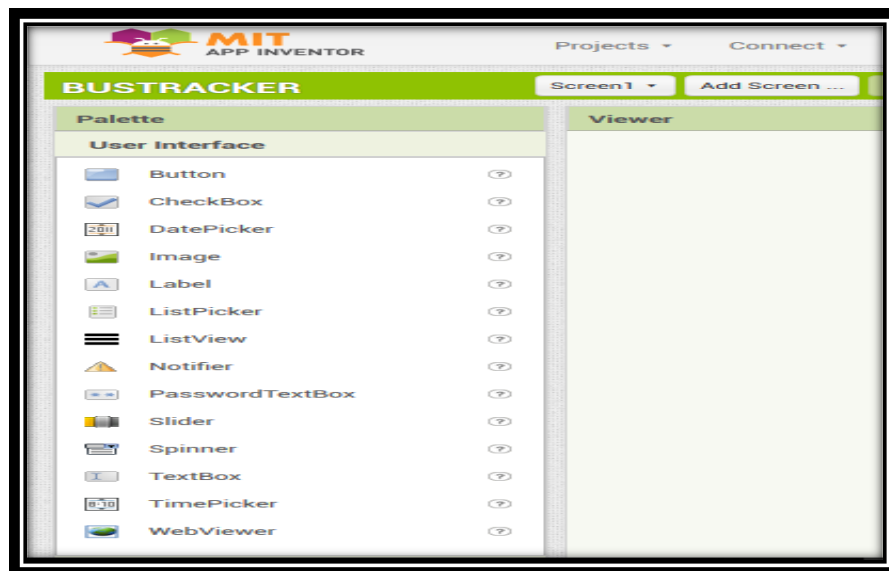 MIT
APP INVENTOR
Projects
Connect
BUSTRACKER
Screen1
Add Screen ...
Palette
Viewer
User Interface
Button ?
CheckBox ?
DatePicker ?
Image ?
A Label ?
ListPicker ?
ListView ?
Notifier ?
PasswordTextBox ?
Slider ?
Spinner ?
TextBox ?
TimePicker ?
WebViewer ?